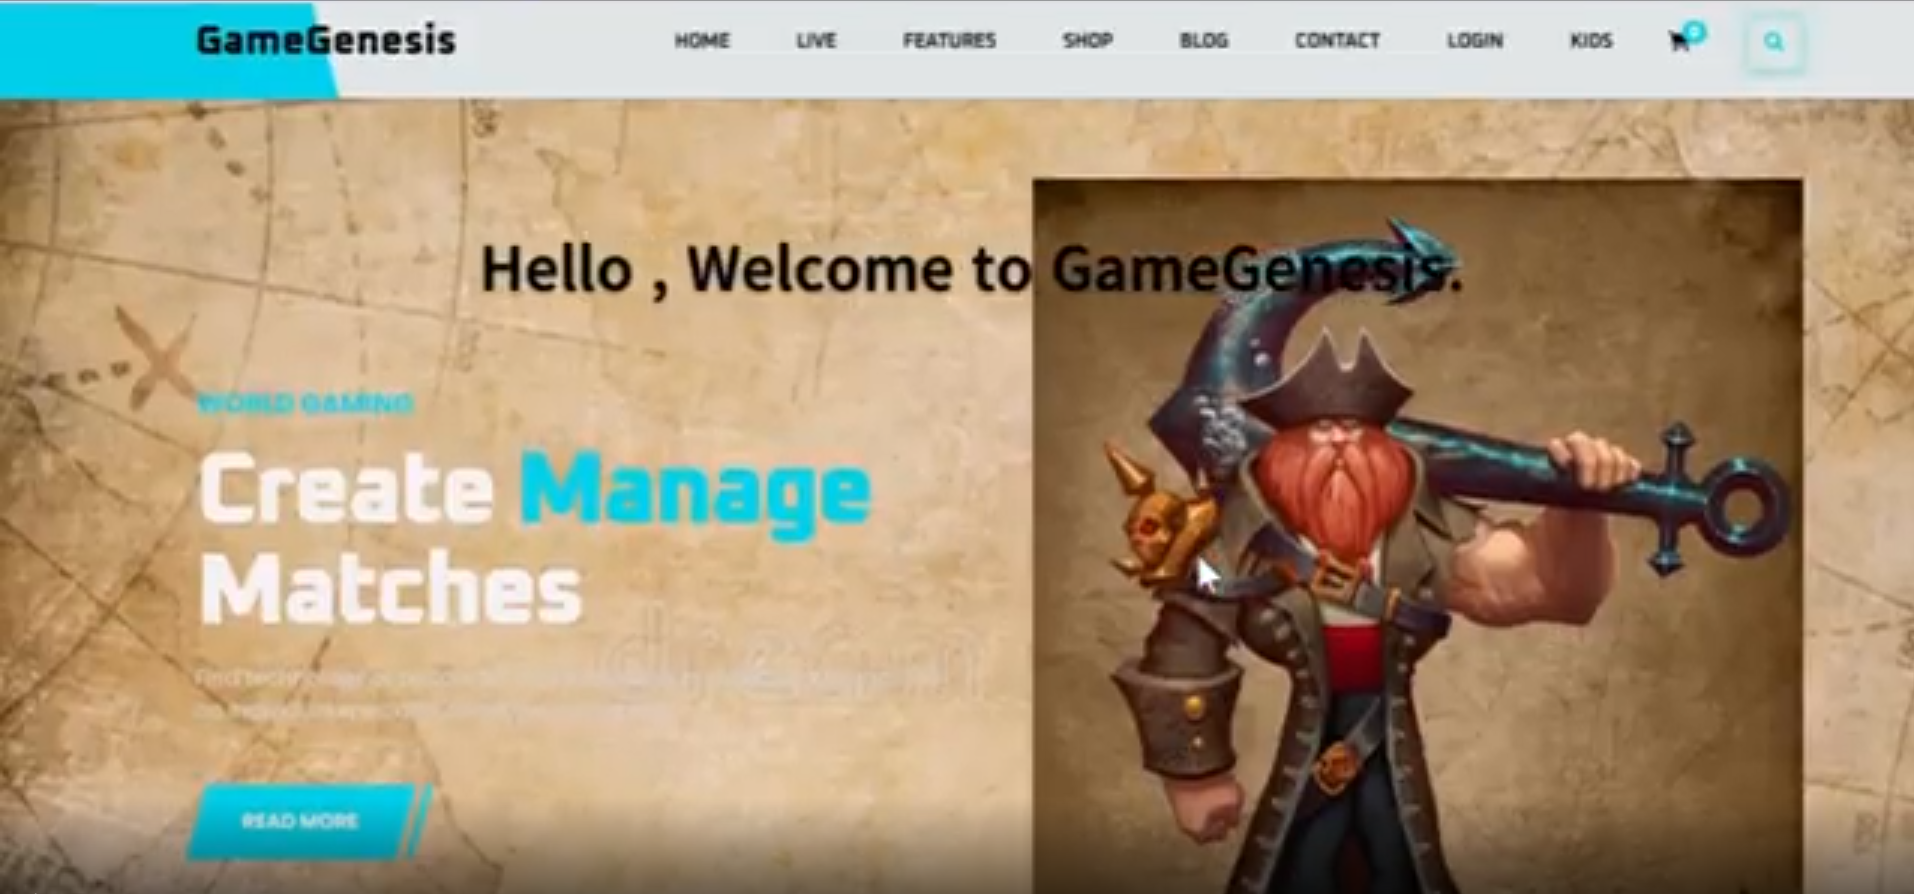 GameGenesis
HOME LIVE FEATURES SHOP BLOG CONTACT LOGIN KIDS 0
Hello , Welcome to GameGenesis.
WORLD GAMING
Create Manage
Matches
dream
READ MORE